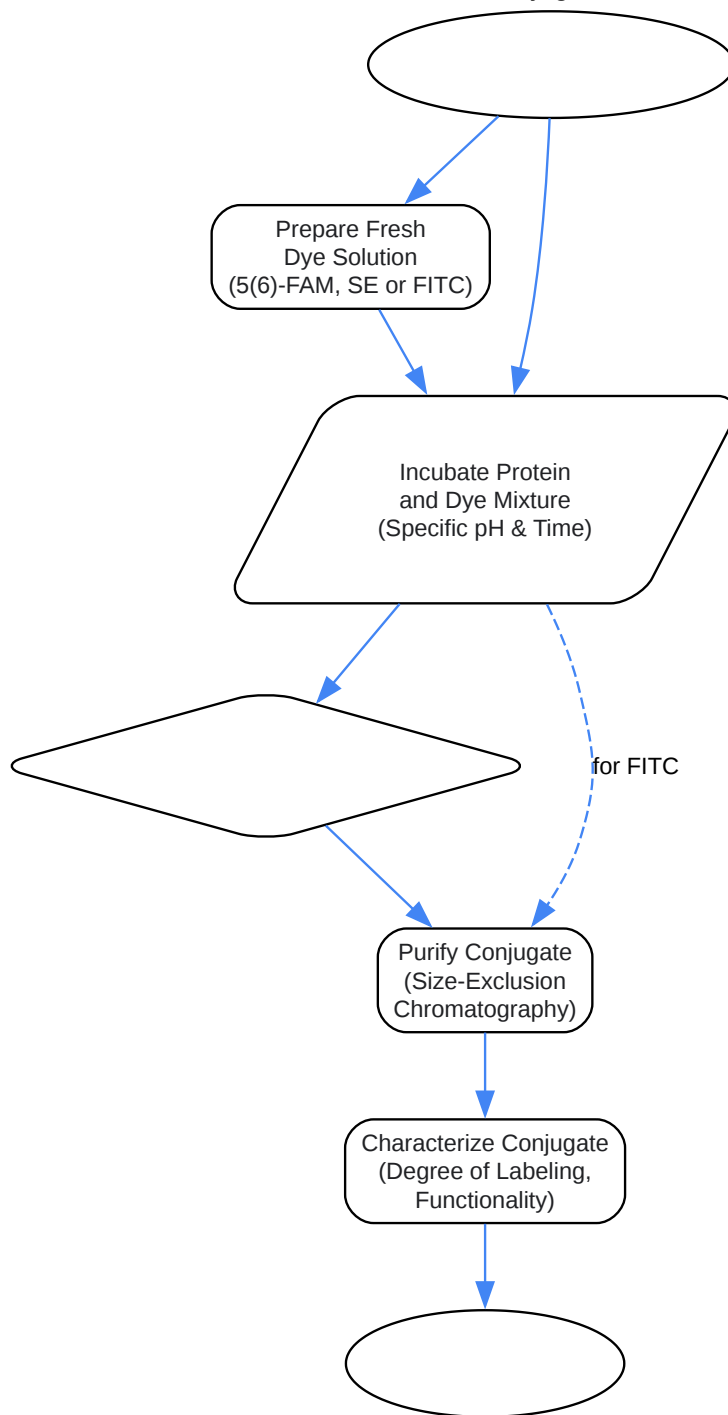 Prepare Fresh
Dye Solution
(5(6)-FAM, SE or FITC)
Incubate Protein
and Dye Mixture
(Specific pH & Time)
for FITC
Purify Conjugate
(Size-Exclusion
Chromatography)
Characterize Conjugate
(Degree of Labeling,
Functionality)